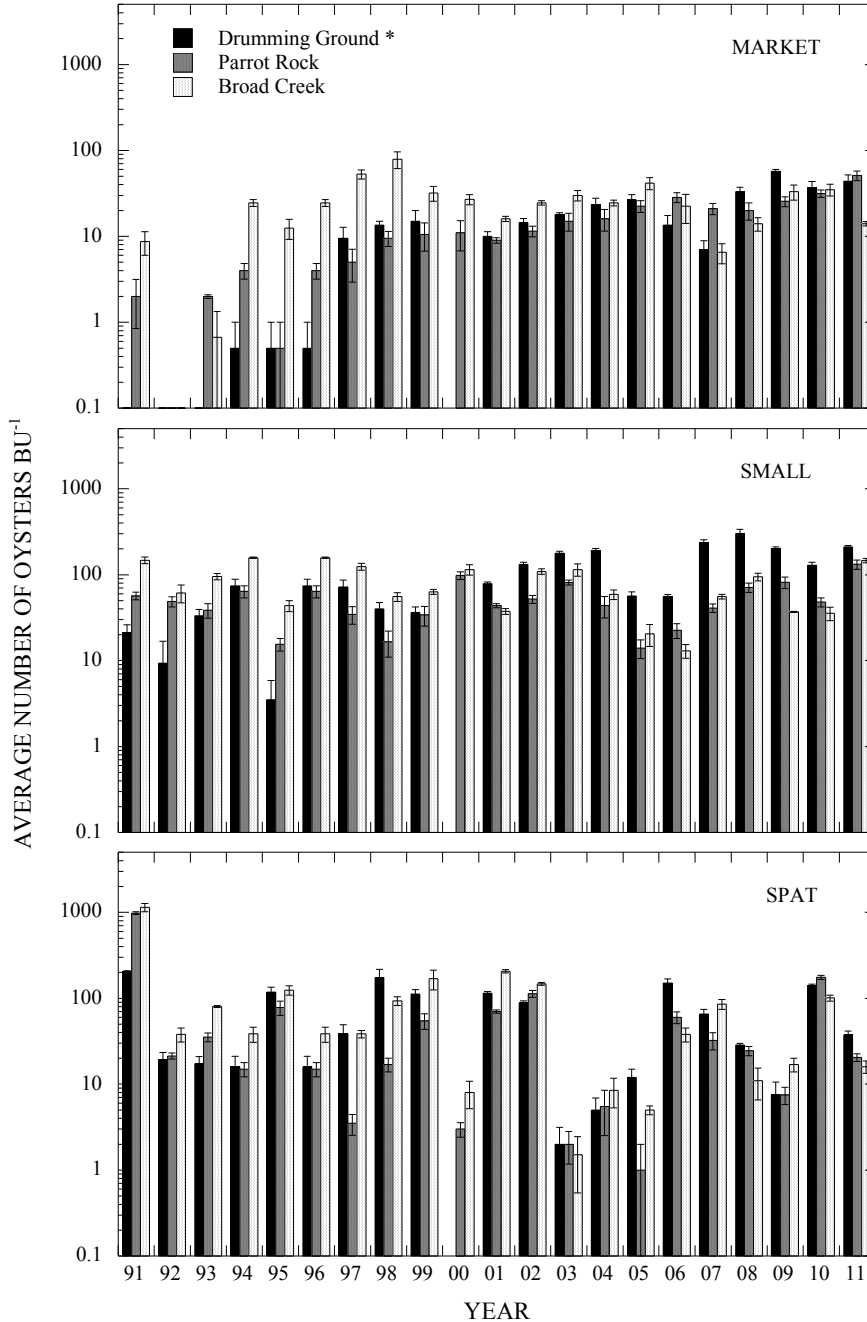 Drumming Ground *
Parrot Rock
Broad Creek
MARKET
1000
100
10
1
0.1
SMALL
1000
100
10
1
0.1
SPAT
1000
100
10
1
0.1
AVERAGE NUMBER OF OYSTERS BU-1
91 92 93 94 95 96 97 98 99 00 01 02 03 04 05 06 07 08 09 10 11
YEAR